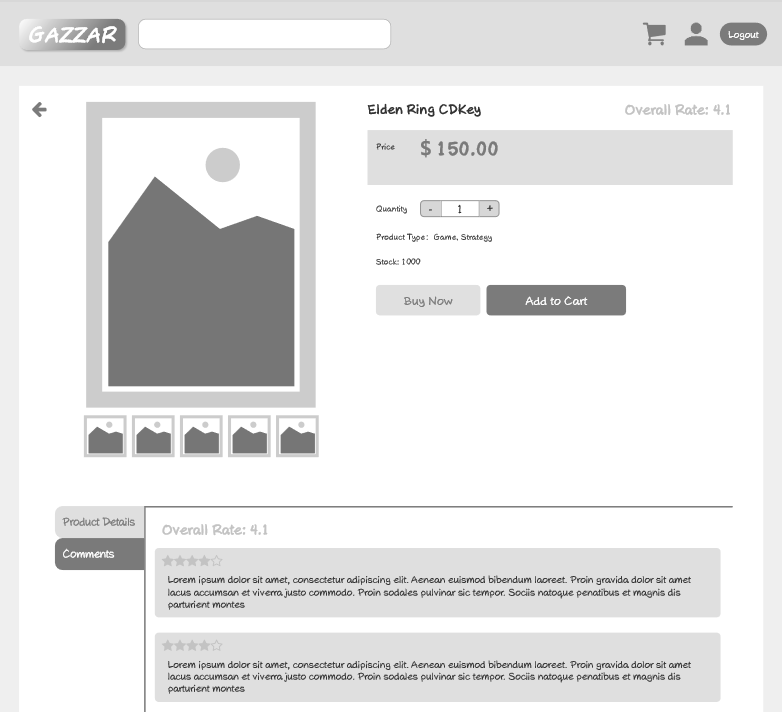 GAZZAR
Logout
Elden Ring CDKey
Overall Rate: 4.1
Price
$ 150.00
Quantity
- 1 +
Product Type: Game, Strategy
Stock: 1000
Buy Now
Add to Cart
Product Details
Comments
Overall Rate: 4.1
Lorem ipsum dolor sit amet, consectetur adipiscing elit. Aenean euismod bibendum laoreet. Proin gravida dolor sit amet
lacus accumsan et viverra justo commodo. Proin sodales pulvinar sic tempor. Sociis natoque penatibus et magnis dis
parturient montes
Lorem ipsum dolor sit amet, consectetur adipiscing elit. Aenean euismod bibendum laoreet. Proin gravida dolor sit amet
lacus accumsan et viverra justo commodo. Proin sodales pulvinar sic tempor. Sociis natoque penatibus et magnis dis
parturient montes